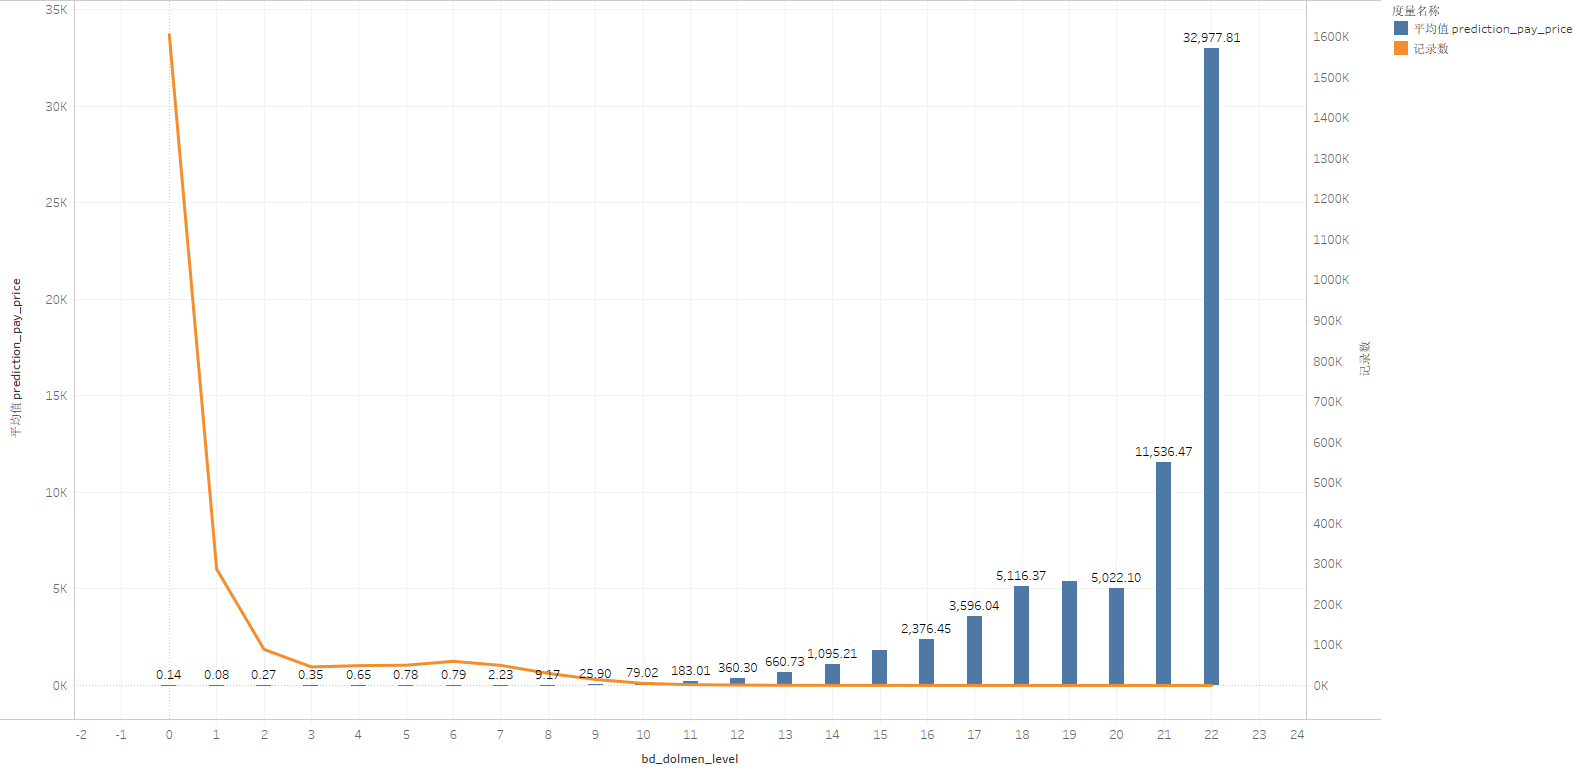 度量名称
平均值 prediction_pay_price
记录数
35K
30K
25K
20K
15K
10K
5K
0K
平均值 prediction_pay_price
1600K
1500K
1400K
1300K
1200K
1100K
1000K
900K
800K
700K
600K
500K
400K
300K
200K
100K
0K
记录数
32,977.81
11,536.47
5,116.37
5,022.10
3,596.04
2,376.45
1,095.21
660.73
360.30
183.01
79.02
25.90
9.17
2.23
0.79
0.78
0.65
0.35
0.27
0.08
0.14
-2 -1 0 1 2 3 4 5 6 7 8 9 10 11 12 13 14 15 16 17 18 19 20 21 22 23 24
bd_dolmen_level